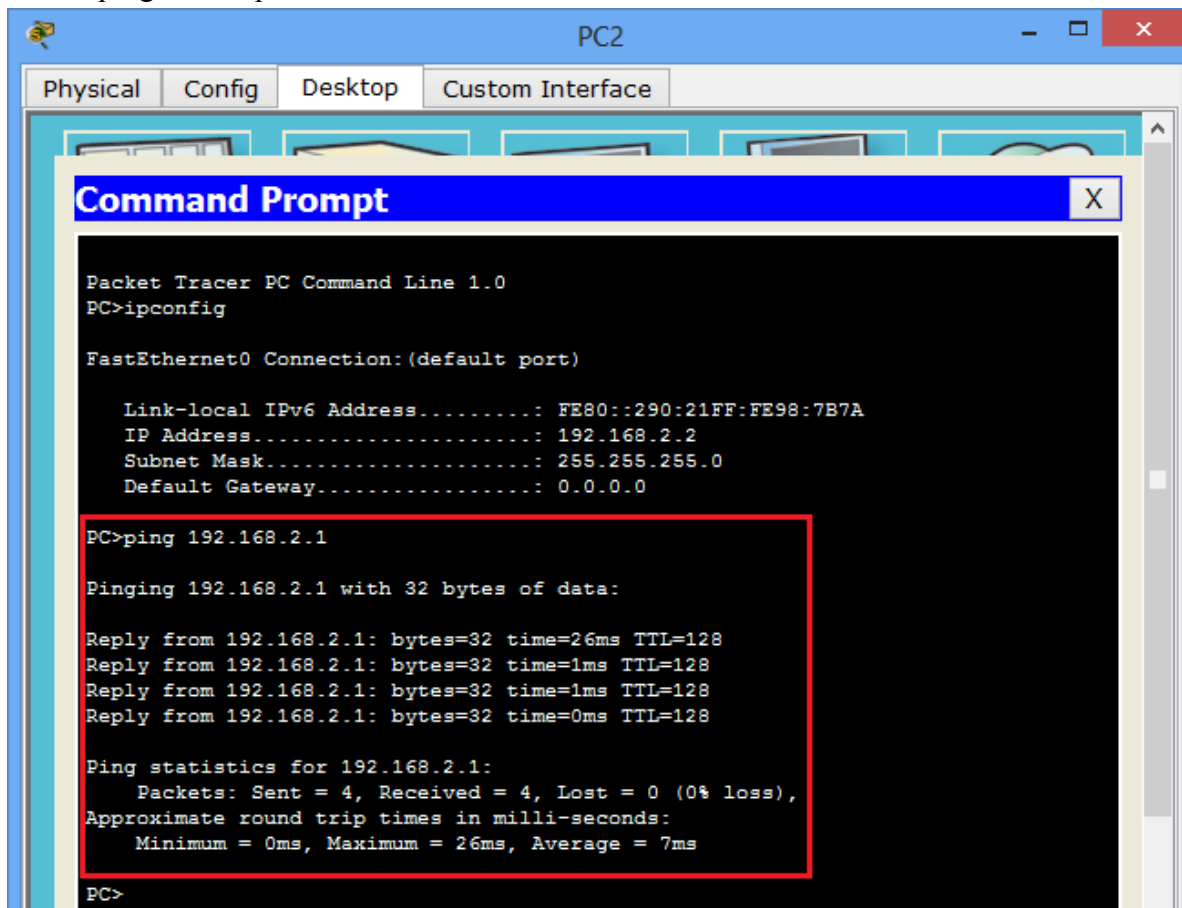 PC2
Physical Config Desktop Custom Interface
Command Prompt X
Packet Tracer PC Command Line 1.0
PC>ipconfig
FastEthernet0 Connection:(default port)
Link-local IPv6 Address.........: FE80::290:21FF:FE98:7B7A
IP Address......................: 192.168.2.2
Subnet Mask.....................: 255.255.255.0
Default Gateway.................: 0.0.0.0
PC>ping 192.168.2.1
Pinging 192.168.2.1 with 32 bytes of data:
Reply from 192.168.2.1: bytes=32 time=26ms TTL=128
Reply from 192.168.2.1: bytes=32 time=1ms TTL=128
Reply from 192.168.2.1: bytes=32 time=1ms TTL=128
Reply from 192.168.2.1: bytes=32 time=0ms TTL=128
Ping statistics for 192.168.2.1:
Packets: Sent = 4, Received = 4, Lost = 0 (0% loss),
Approximate round trip times in milli-seconds:
Minimum = 0ms, Maximum = 26ms, Average = 7ms
PC>